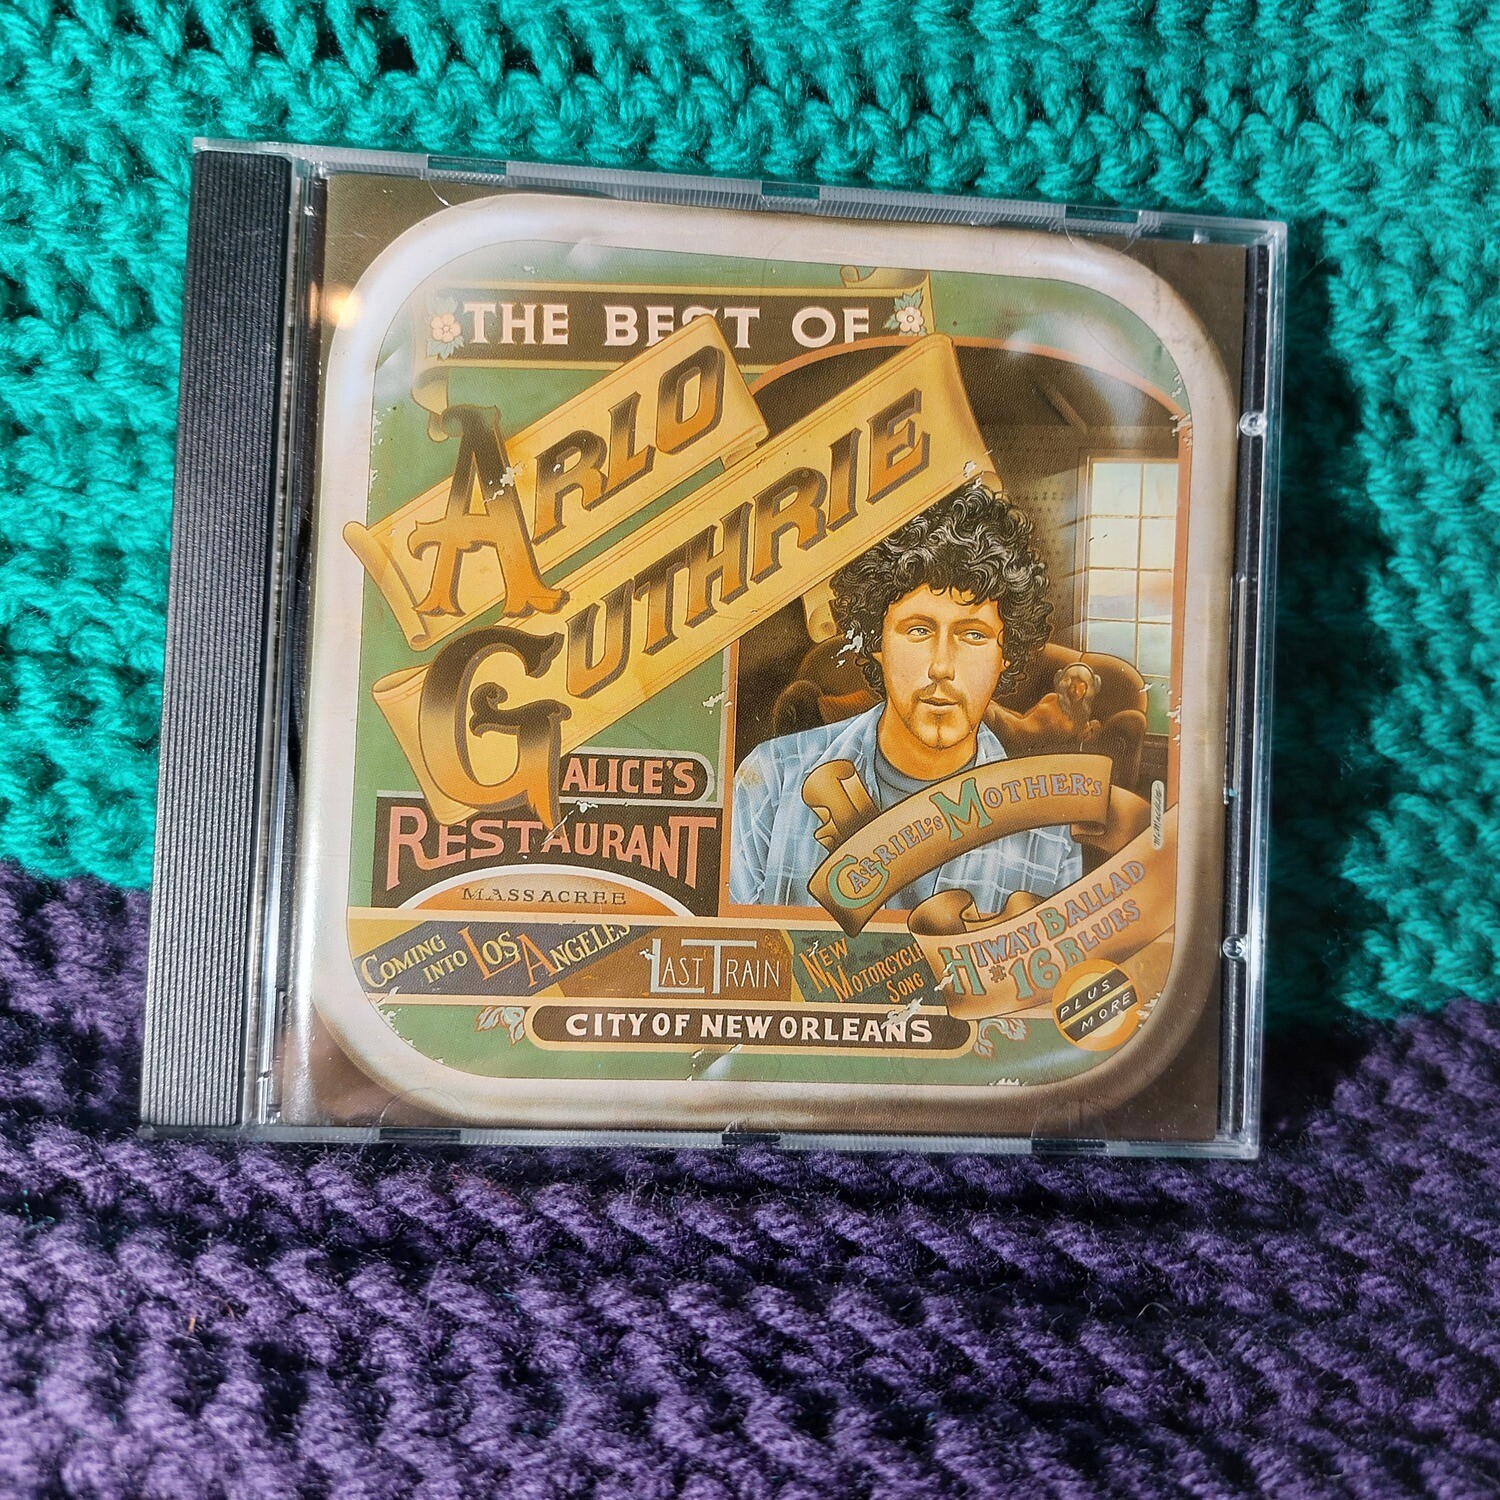 THE BEST OF
ARLO
GUTHRIE
ALICE'S
RESTAURANT
MASSACREE
GABRIEL'S MOTHER'S
HIWAY BALLAD
#16 BLUES
COMING
INTO LOS ANGELES
LAST TRAIN
NEW
MOTORCYCLE
SONG
PLUS
MORE
CITY OF NEW ORLEANS